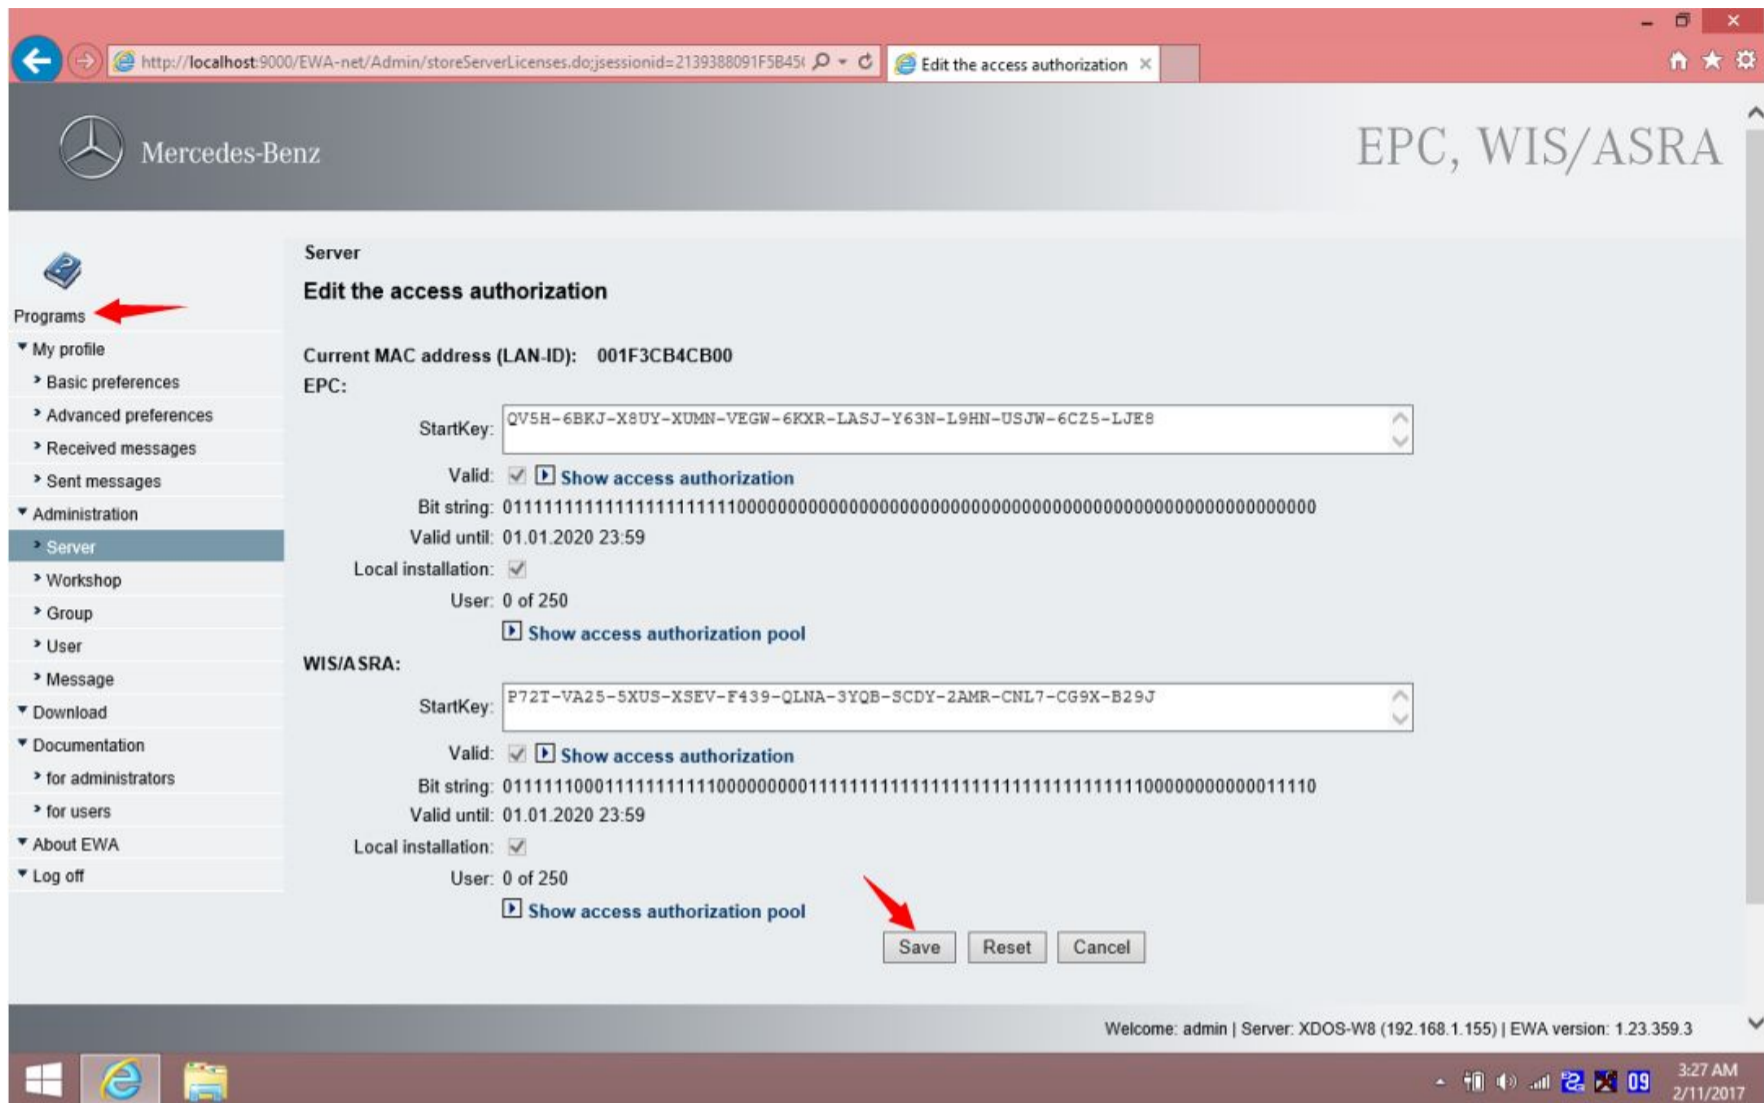 http://localhost:9000/EWA-net/Admin/storeServerLicenses.do;jsessionid=2139388091F5B45(
Edit the access authorization
Mercedes-Benz
EPC, WIS/ASRA
Programs
My profile
Basic preferences
Advanced preferences
Received messages
Sent messages
Administration
Server
Workshop
Group
User
Message
Download
Documentation
for administrators
for users
About EWA
Log off
Server
Edit the access authorization
Current MAC address (LAN-ID): 001F3CB4CB00
EPC:
StartKey: QV5H-6BKJ-X8UY-XUMN-VEGW-6KXR-LASJ-Y63N-L9HN-USJW-6CZ5-LJE8
Valid: Show access authorization
Bit string:
Valid until: 01.01.2020 23:59
Local installation:
User: 0 of 250
Show access authorization pool
WIS/ASRA:
StartKey: P72T-VA25-5XUS-XSEV-F439-QLNA-3YQB-SCDY-2AMR-CNL7-CG9X-B29J
Valid: Show access authorization
Bit string:
Valid until: 01.01.2020 23:59
Local installation:
User: 0 of 250
Show access authorization pool
Save Reset Cancel
Welcome: admin | Server: XDOS-W8 (192.168.1.155) | EWA version: 1.23.359.3
09
3:27 AM
2/11/2017